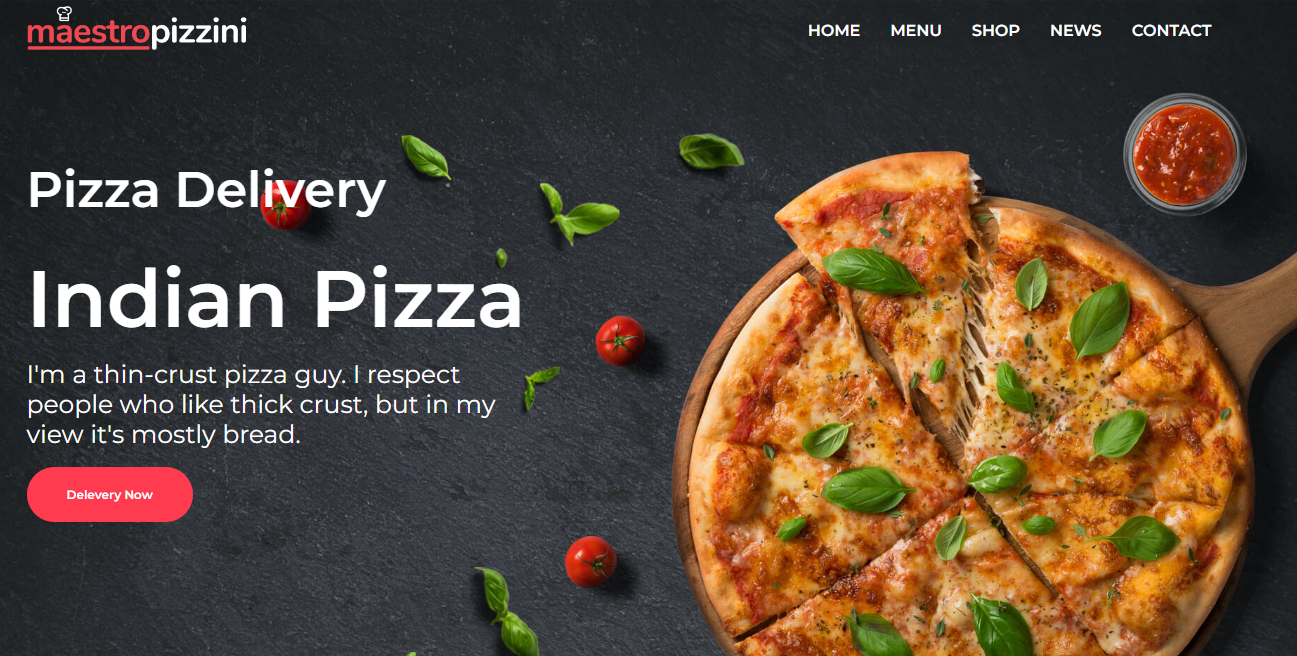 maestropizzini
HOME MENU SHOP NEWS CONTACT
Pizza Delivery
Indian Pizza
I'm a thin-crust pizza guy. I respect
people who like thick crust, but in my
view it's mostly bread.
Delevery Now